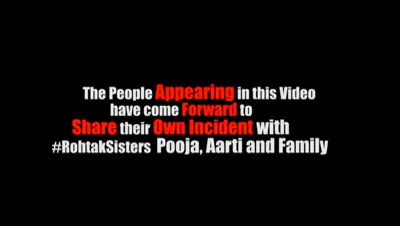 The People Appearing in this Video
have come Forward to
Share their Own Incident with
#RohtakSisters Pooja, Aarti and Family